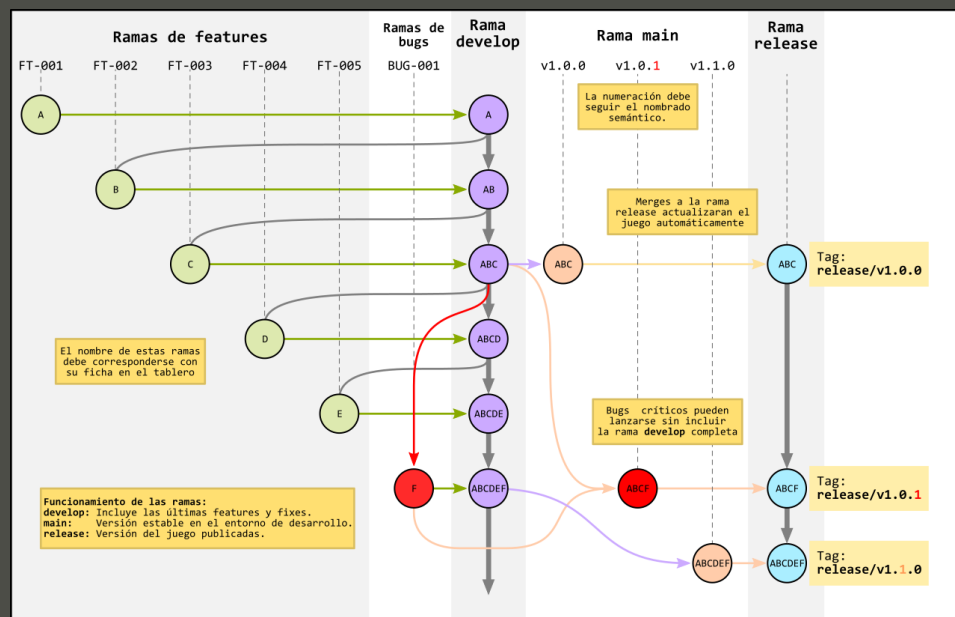 Ramas de features
Ramas de
bugs
Rama
develop
Rama main
Rama
release
FT-001
FT-002
FT-003
FT-004
FT-005
BUG-001
v1.0.0
v1.0.1
v1.1.0
La numeración debe
seguir el nombrado
semántico.
A
A
B
AB
Merges a la rama
release actualizaran el
juego automáticamente
C
ABC
ABC
ABC
Tag:
release/v1.0.0
D
ABCD
El nombre de estas ramas
debe corresponderse con
su ficha en el tablero
E
ABCDE
Bugs críticos pueden
lanzarse sin incluir
la rama develop completa
F
ABCDEF
ABCF
ABCF
Tag:
release/v1.0.1
Funcionamiento de las ramas:
develop: Incluye las últimas features y fixes.
main: Versión estable en el entorno de desarrollo.
release: Versión del juego publicadas.
ABCDEF
ABCDEF
Tag:
release/v1.1.0